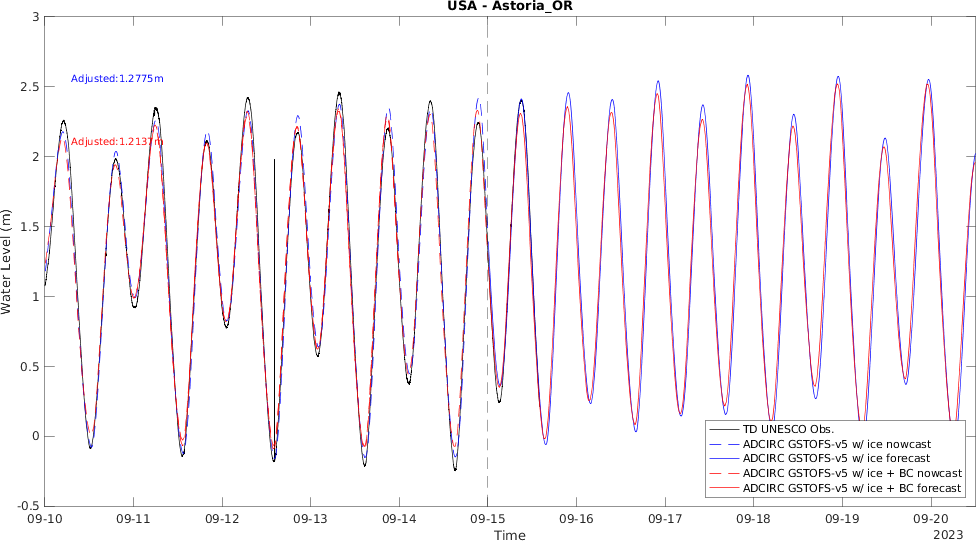 USA - Astoria_OR
3
2.5
2
1.5
1
0.5
0
-0.5
Water Level (m)
Adjusted:1.2775m
Adjusted:1.2137m
TD UNESCO Obs.
ADCIRC GSTOFS-v5 w/ ice nowcast
ADCIRC GSTOFS-v5 w/ ice forecast
ADCIRC GSTOFS-v5 w/ ice + BC nowcast
ADCIRC GSTOFS-v5 w/ ice + BC forecast
09-10 09-11 09-12 09-13 09-14 09-15 09-16 09-17 09-18 09-19 09-20
Time
2023